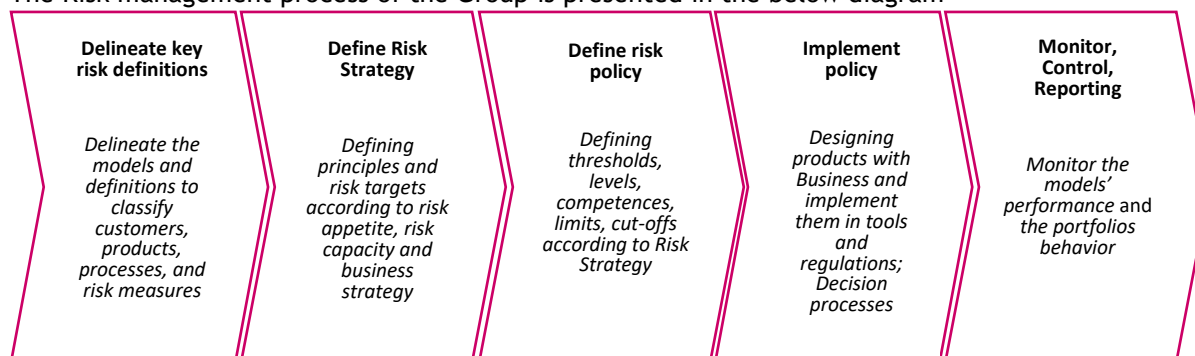 The Risk management process of the Group is presented in the below diagram
Delineate key
risk definitions
Delineate the
models and
definitions to
classify
customers,
products,
processes, and
risk measures
Define Risk
Strategy
Defining
principles and
risk targets
according to risk
appetite, risk
capacity and
business
strategy
Define risk
policy
Defining
thresholds,
levels,
competences,
limits, cut-offs
according to Risk
Strategy
Implement
policy
Designing
products with
Business and
implement
them in tools
and
regulations;
Decision
processes
Monitor,
Control,
Reporting
Monitor the
models’
performance and
the portfolios
behavior